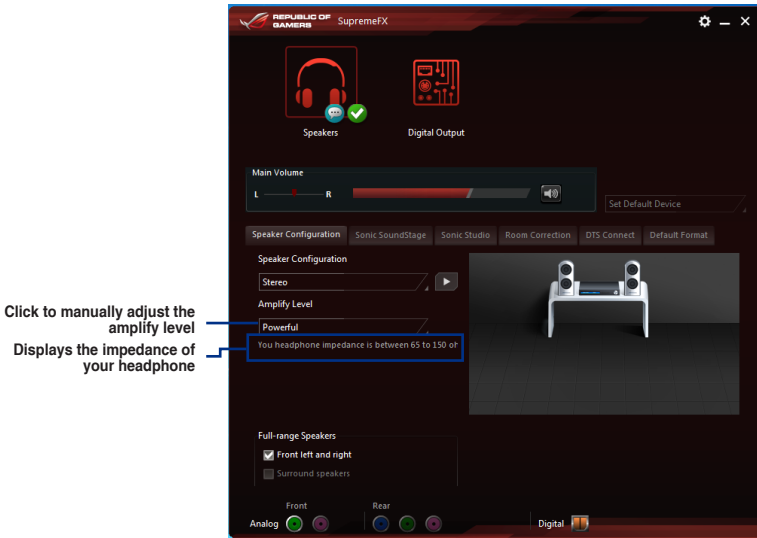 REPUBLIC OF
GAMERS
SupremeFX
Speakers
Digital Output
Main Volume
L
R
Set Default Device
Speaker Configuration
Sonic SoundStage
Sonic Studio
Room Correction
DTS Connect
Default Format
Speaker Configuration
Stereo
Amplify Level
Click to manually adjust the
amplify level
Powerful
Displays the impedance of
your headphone
You headphone impedance is between 65 to 150 oh
Full-range Speakers
Front left and right
Surround speakers
Front
Rear
Analog
Digital